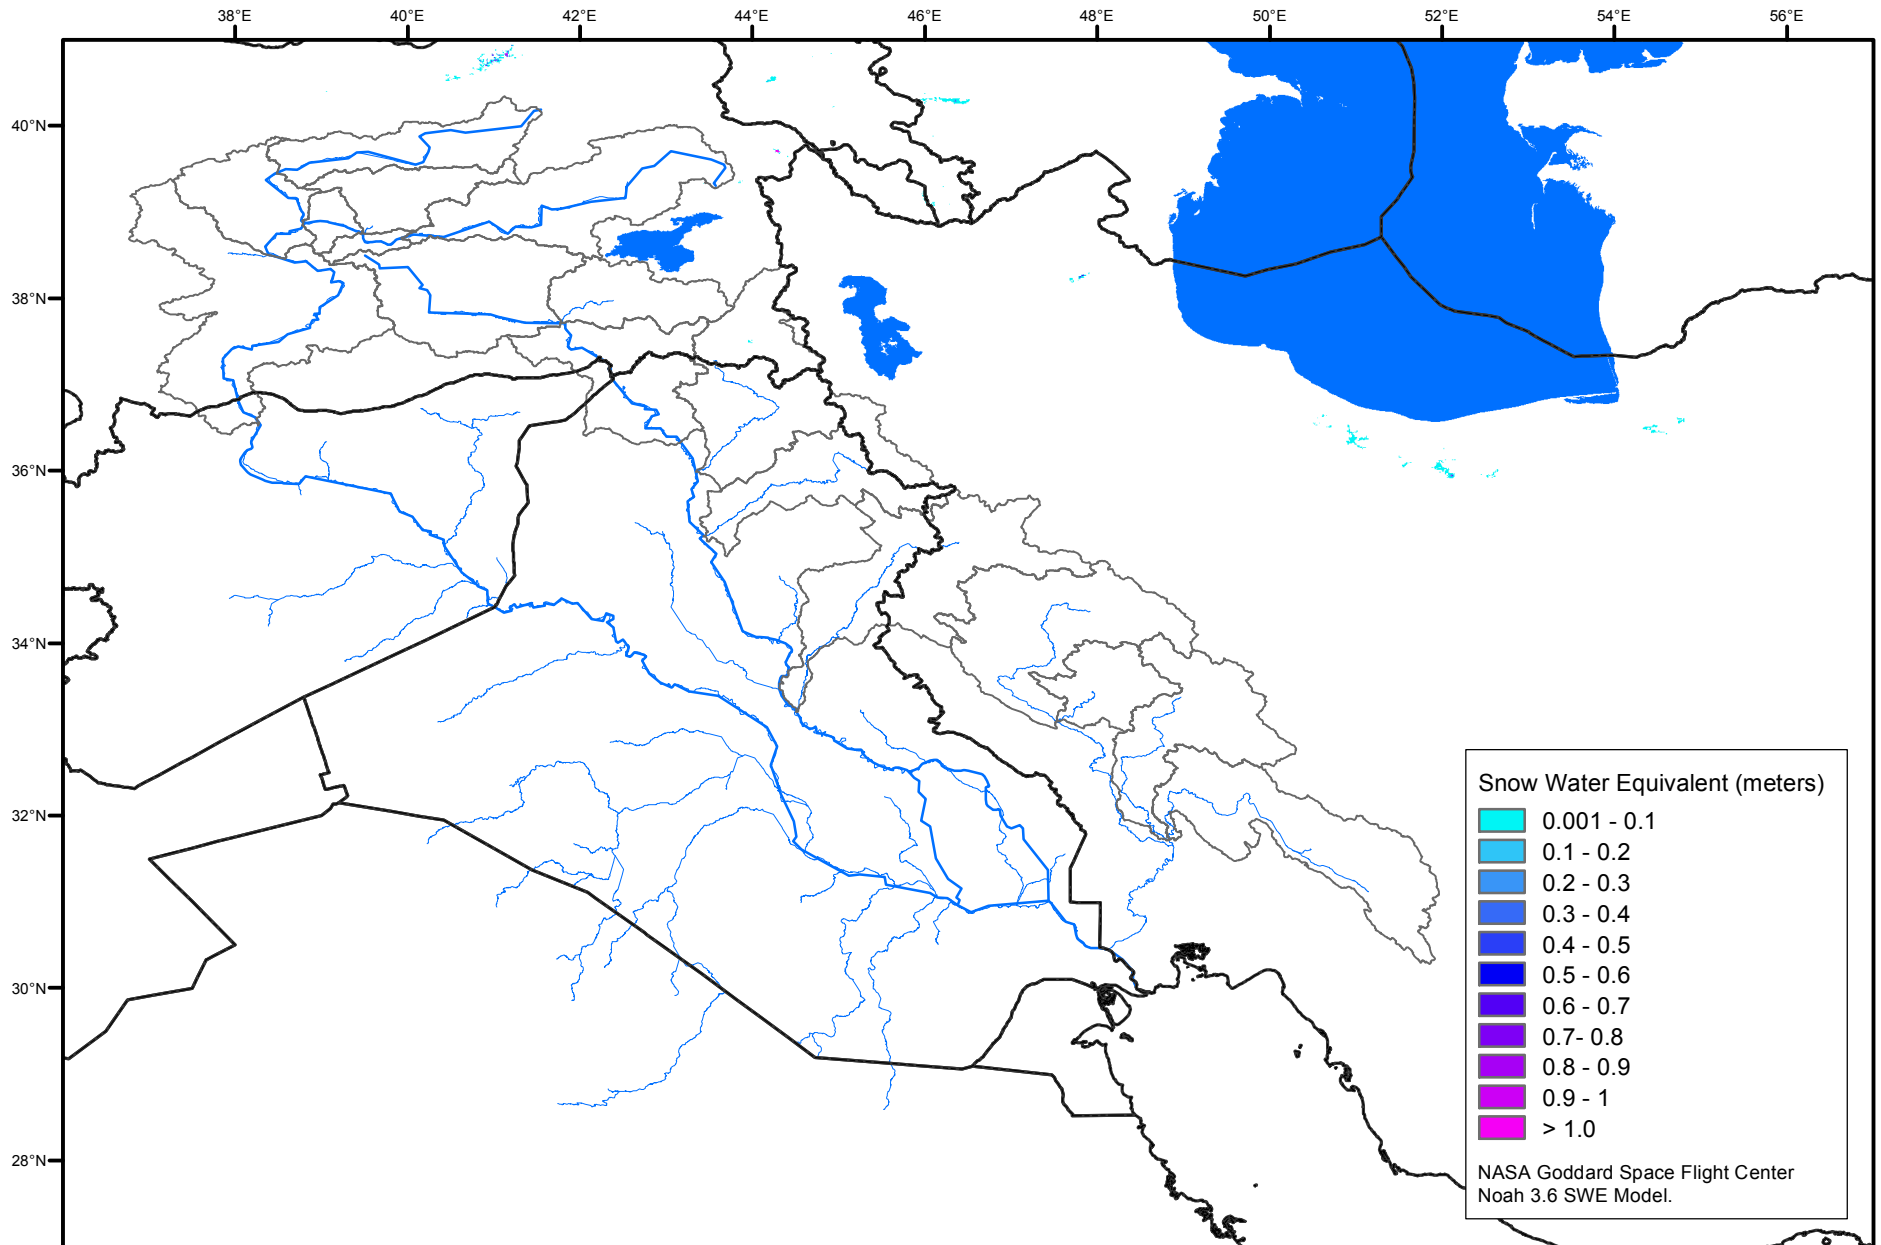 38°E 40°E 42°E 44°E 46°E 48°E 50°E 52°E 54°E 56°E
40°N
38°N
36°N
34°N
32°N
30°N
28°N
Snow Water Equivalent (meters)
0.001 - 0.1
0.1 - 0.2
0.2 - 0.3
0.3 - 0.4
0.4 - 0.5
0.5 - 0.6
0.6 - 0.7
0.7- 0.8
0.8 - 0.9
0.9 - 1
> 1.0
NASA Goddard Space Flight Center
Noah 3.6 SWE Model.